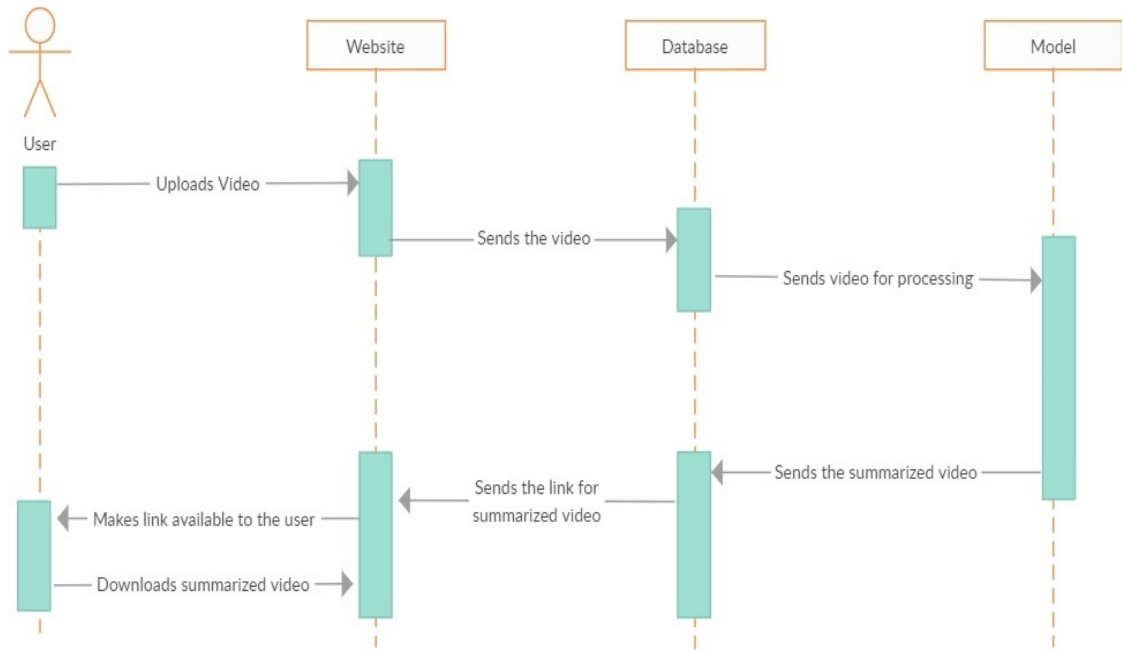 Website
Database
Model
User
Uploads Video
Sends the video
Sends video for processing
Sends the summarized video
Sends the link for
summarized video
Makes link available to the user
Downloads summarized video